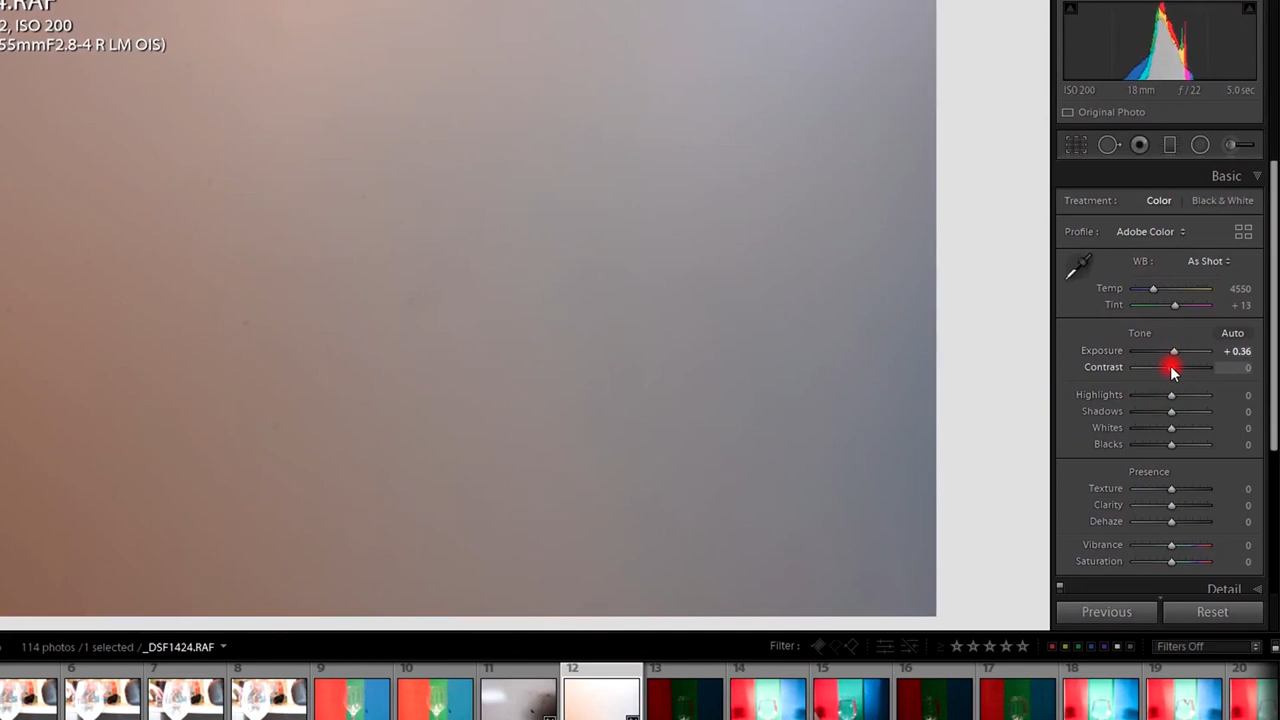 4.RAF
2, ISO 200
55mmF2.8-4 R LM OIS)
ISO 200 18 mm ƒ / 22 5.0 sec
Original Photo
Basic
Treatment : Color Black & White
Profile : Adobe Color
WB : As Shot
Temp 4550
Tint + 13
Tone Auto
Exposure + 0.36
Contrast 0
Highlights 0
Shadows 0
Whites 0
Blacks 0
Presence
Texture 0
Clarity 0
Dehaze 0
Vibrance 0
Saturation 0
Detail
Previous Reset
114 photos /1 selected /_DSF1424.RAF
Filter : Filters Off
6 7 8 9 10 11 12 13 14 15 16 17 18 19 20